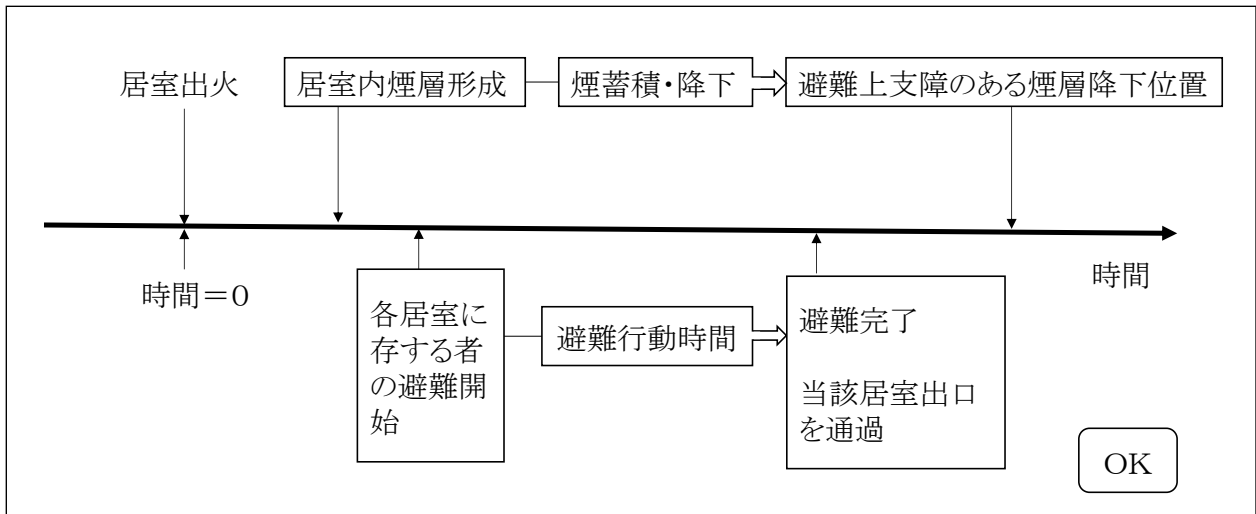 居室出火
居室内煙層形成
煙蓄積・降下
避難上支障のある煙層降下位置
時間＝0
時間
各居室に
存する者
の避難開
始
避難行動時間
避難完了
当該居室出口
を通過
OK